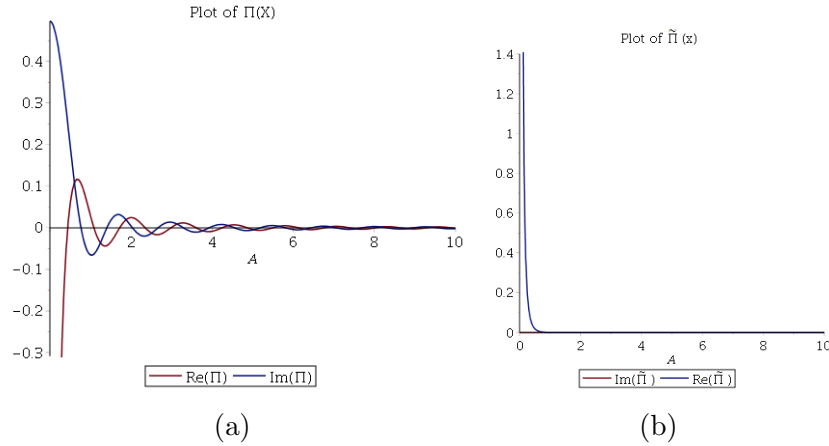 Plot of Π(X)
0.4
0.3
0.2
0.1
0
−0.1
−0.2
−0.3
2 4 6 8 10
A
Re(Π) Im(Π)
(a)
Plot of Π̃ (x)
1.4
1.2
1
0.8
0.6
0.4
0.2
0
0 2 4 6 8 10
A
Im(Π̃ ) Re(Π̃ )
(b)